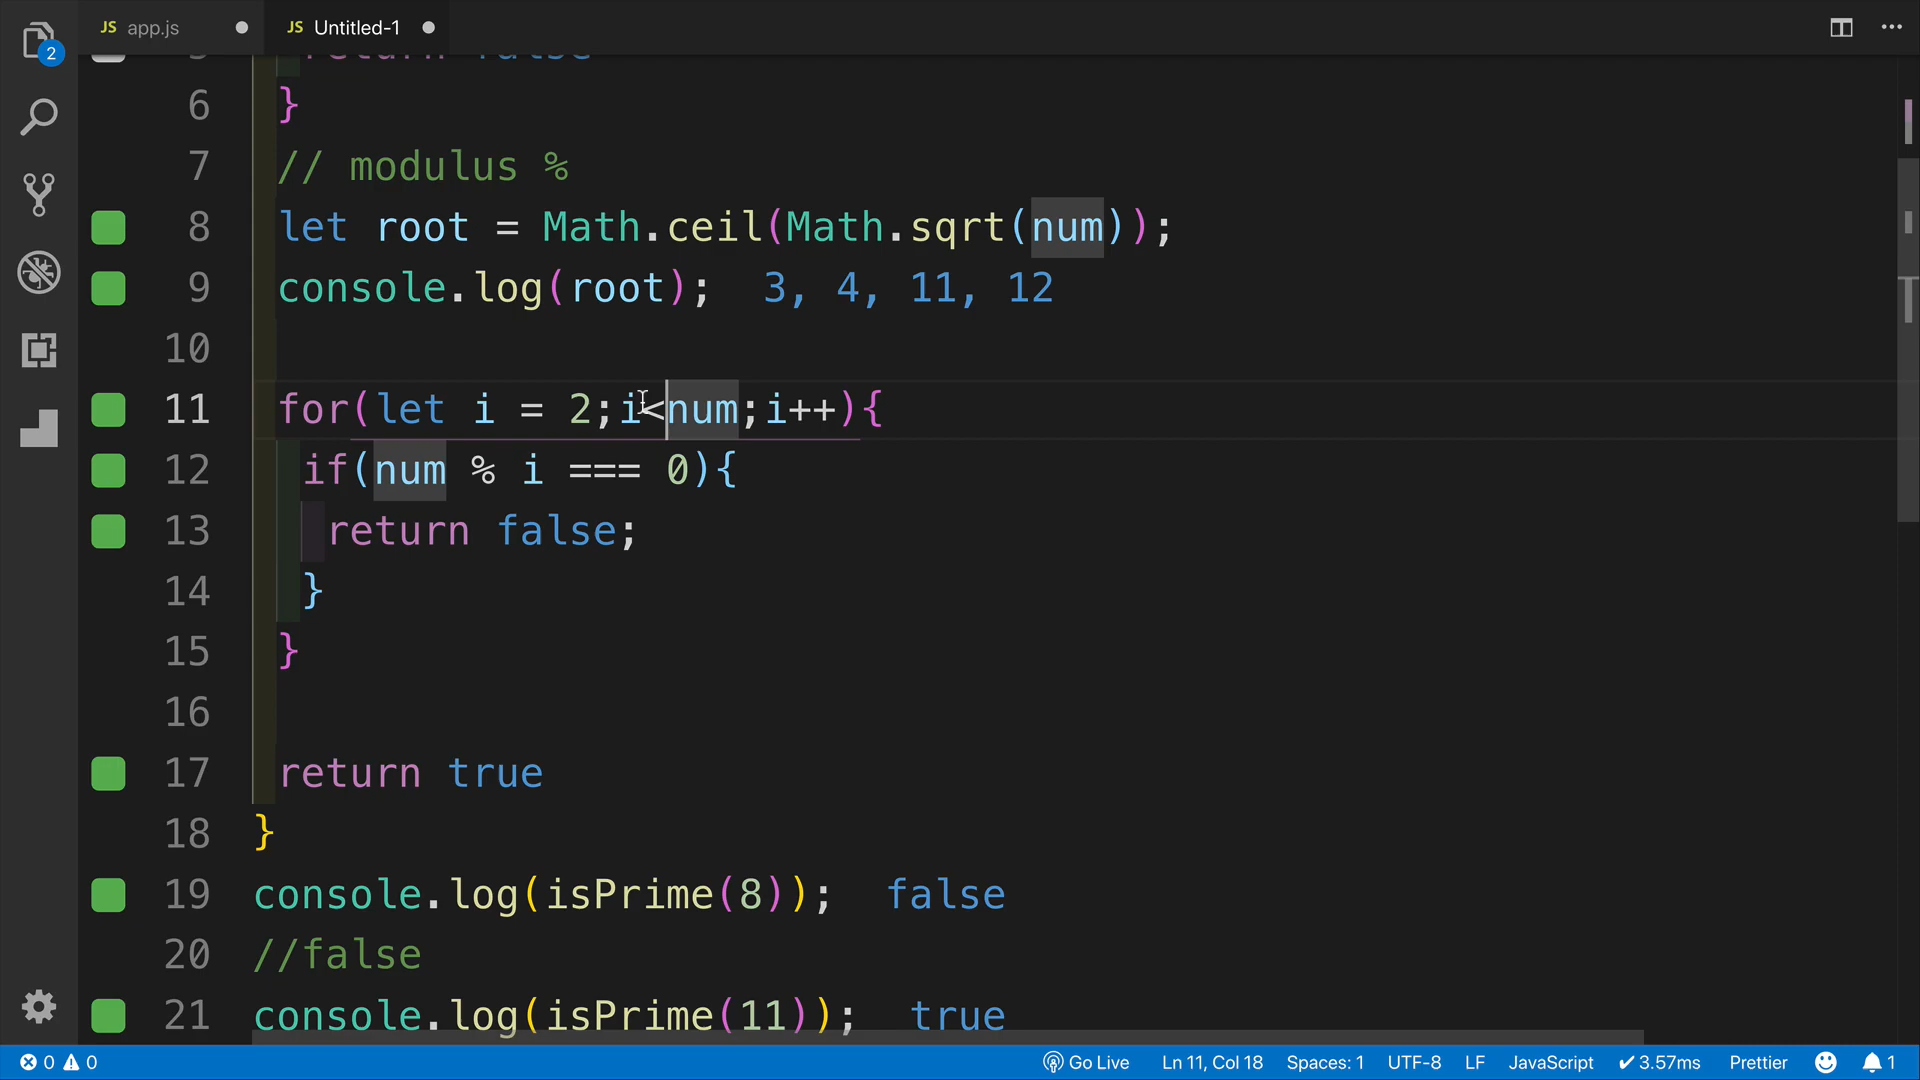 JS app.js JS Untitled-1
2
5 return false
6 }
7 // modulus %
8 let root = Math.ceil(Math.sqrt(num));
9 console.log(root); 3, 4, 11, 12
10
11 for(let i = 2;i<num;i++){
12 if(num % i === 0){
13 return false;
14 }
15 }
16
17 return true
18 }
19 console.log(isPrime(8)); false
20 //false
21 console.log(isPrime(11)); true
0 0 Go Live Ln 11, Col 18 Spaces: 1 UTF-8 LF JavaScript ✔ 3.57ms Prettier 1